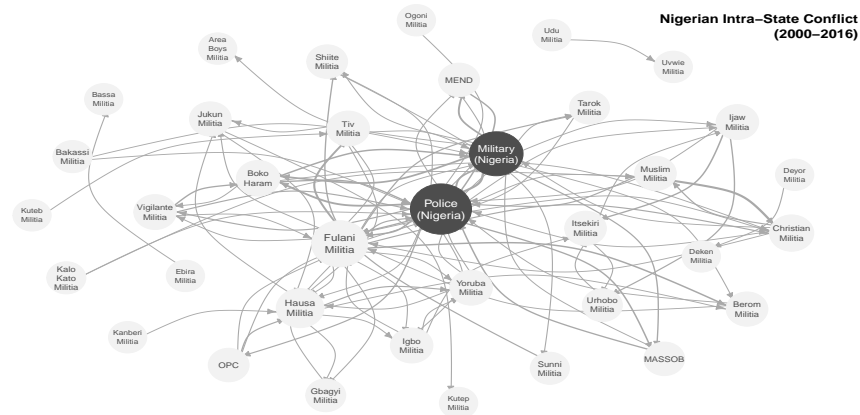 Nigerian Intra−State Conflict
(2000−2016)
Ogoni
Militia
Udu
Militia
Area
Boys
Militia
Shiite
Militia
Uvwie
Militia
MEND
Bassa
Militia
Tarok
Militia
Jukun
Militia
Tiv
Militia
Ijaw
Militia
Military
(Nigeria)
Bakassi
Militia
Boko
Haram
Muslim
Militia
Deyor
Militia
Kuteb
Militia
Vigilante
Militia
Police
(Nigeria)
Itsekiri
Militia
Christian
Militia
Fulani
Militia
Deken
Militia
Kalo
Kato
Militia
Ebira
Militia
Yoruba
Militia
Hausa
Militia
Urhobo
Militia
Berom
Militia
Kanberi
Militia
Igbo
Militia
OPC
Sunni
Militia
MASSOB
Gbagyi
Militia
Kutep
Militia